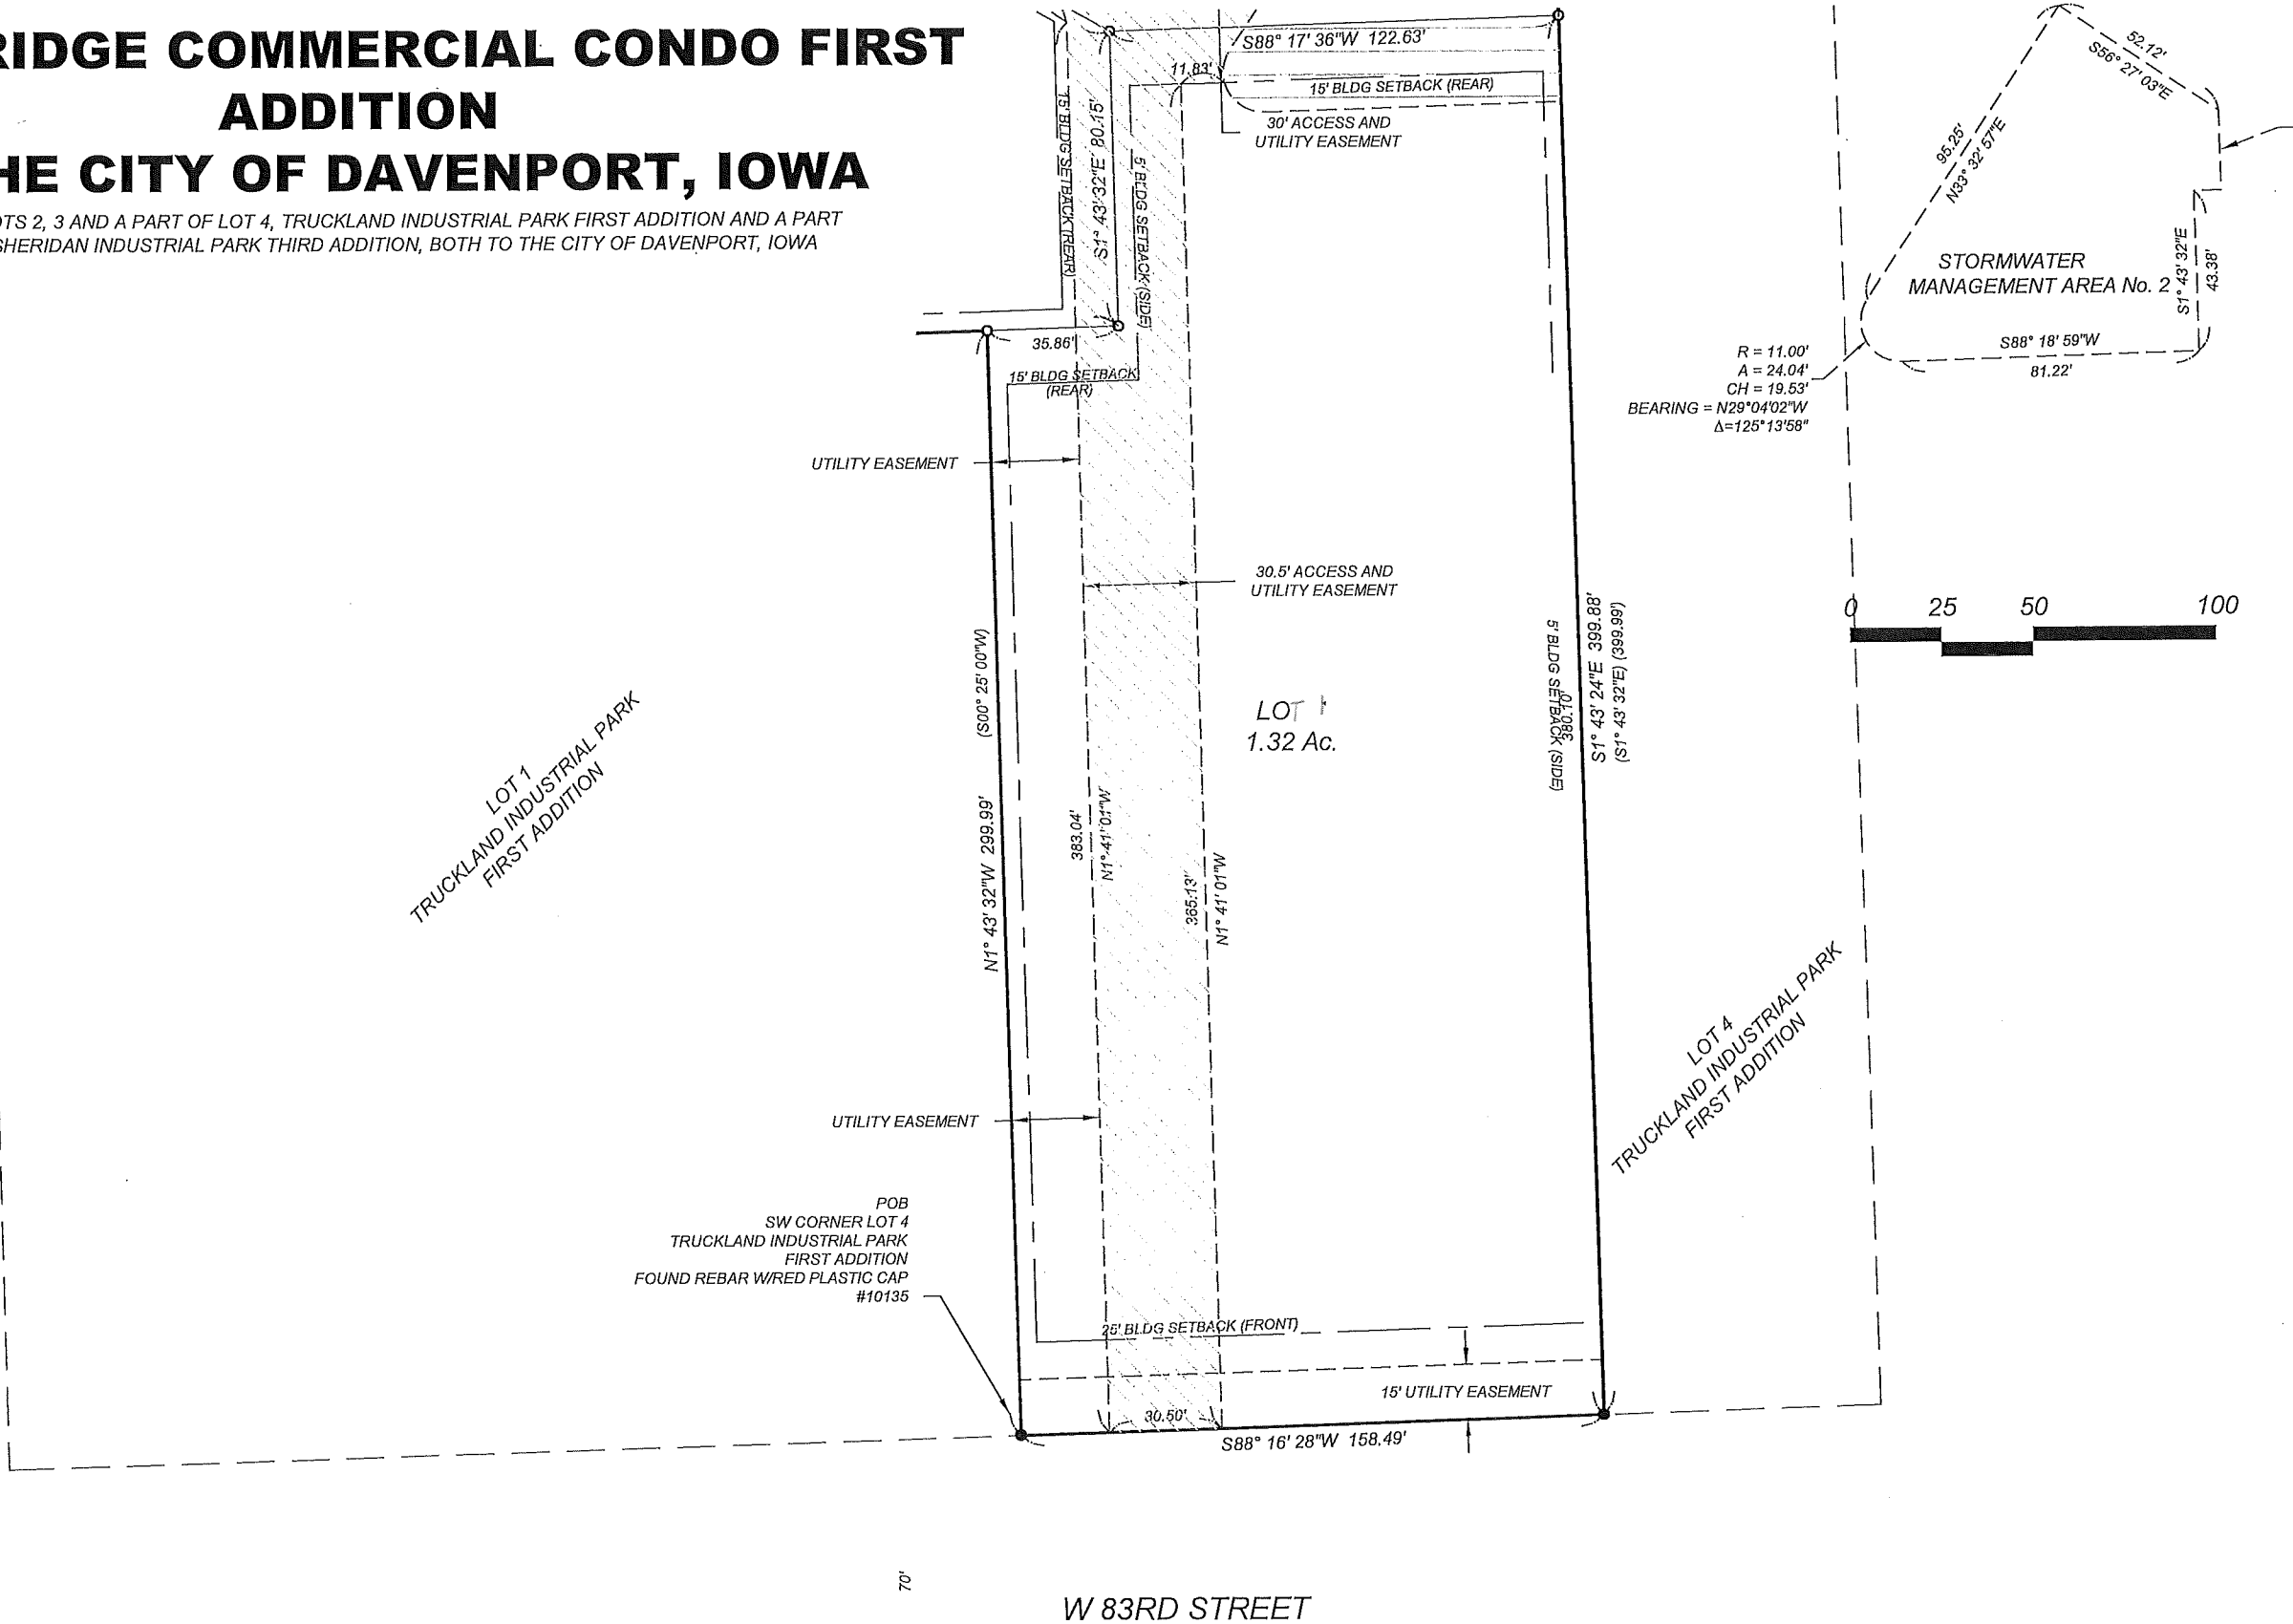 RIDGE COMMERCIAL CONDO FIRST
ADDITION
HE CITY OF DAVENPORT, IOWA
OTS 2, 3 AND A PART OF LOT 4, TRUCKLAND INDUSTRIAL PARK FIRST ADDITION AND A PART
SHERIDAN INDUSTRIAL PARK THIRD ADDITION, BOTH TO THE CITY OF DAVENPORT, IOWA
S88° 17' 36"W 122.63'
11.83'
15' BLDG SETBACK (REAR)
30' ACCESS AND
UTILITY EASEMENT
15' BLDG SETBACK (REAR)
S1° 43' 32"E 80.15'
5' BLDG SETBACK (SIDE)
35.86'
15' BLDG SETBACK
(REAR)
52.12'
S56° 27' 03"E
95.25'
N33° 32' 57"E
STORMWATER
MANAGEMENT AREA No. 2
S1° 43' 32"E
43.38'
S88° 18' 59"W
81.22'
R = 11.00'
A = 24.04'
CH = 19.53'
BEARING = N29°04'02"W
Δ=125°13'58"
UTILITY EASEMENT
30.5' ACCESS AND
UTILITY EASEMENT
0 25 50 100
(S00° 25' 00"W)
N1° 43' 32"W 299.99'
383.04'
N1° 41' 01"W
365.13'
N1° 41' 01"W
LOT 1
1.32 Ac.
5' BLDG SETBACK (SIDE)
380.10'
S1° 43' 24"E 399.88'
(S1° 43' 32"E) (399.99')
LOT 1
TRUCKLAND INDUSTRIAL PARK
FIRST ADDITION
LOT 4
TRUCKLAND INDUSTRIAL PARK
FIRST ADDITION
UTILITY EASEMENT
POB
SW CORNER LOT 4
TRUCKLAND INDUSTRIAL PARK
FIRST ADDITION
FOUND REBAR W/RED PLASTIC CAP
#10135
25' BLDG SETBACK (FRONT)
15' UTILITY EASEMENT
30.50'
S88° 16' 28"W 158.49'
70'
W 83RD STREET